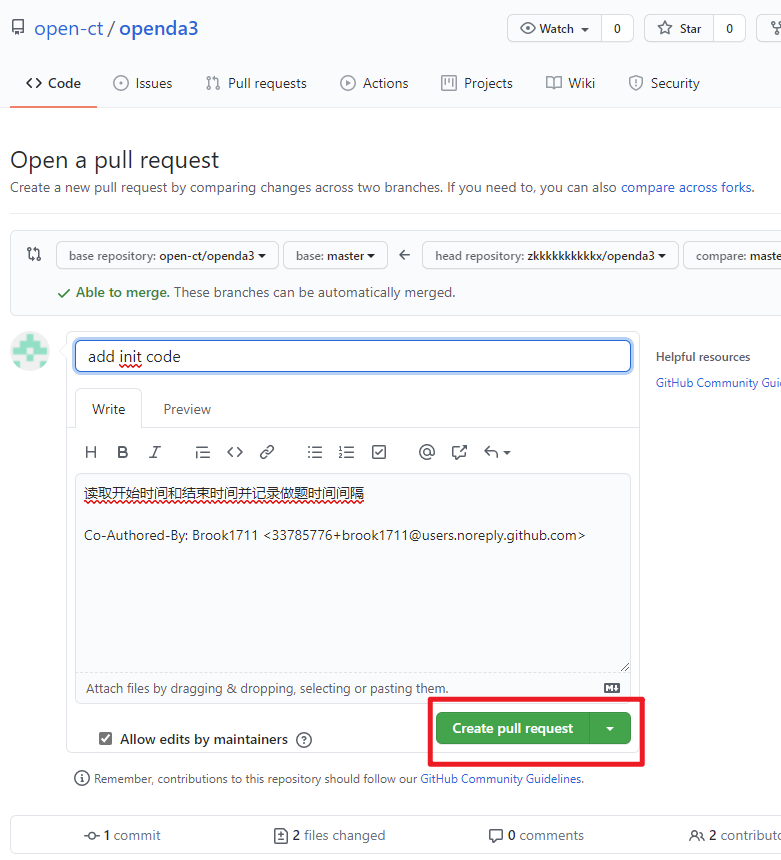 open-ct / openda3
Watch 0 Star 0
Code Issues Pull requests Actions Projects Wiki Security
Open a pull request
Create a new pull request by comparing changes across two branches. If you need to, you can also compare across forks.
base repository: open-ct/openda3 base: master head repository: zkkkkkkkkkkx/openda3 compare: maste
Able to merge. These branches can be automatically merged.
add init code
Helpful resources
GitHub Community Gui
Write Preview
读取开始时间和结束时间并记录做题时间间隔
Co-Authored-By: Brook1711 <33785776+brook1711@users.noreply.github.com>
Attach files by dragging & dropping, selecting or pasting them.
Create pull request
Allow edits by maintainers
Remember, contributions to this repository should follow our GitHub Community Guidelines.
1 commit 2 files changed 0 comments 2 contributo